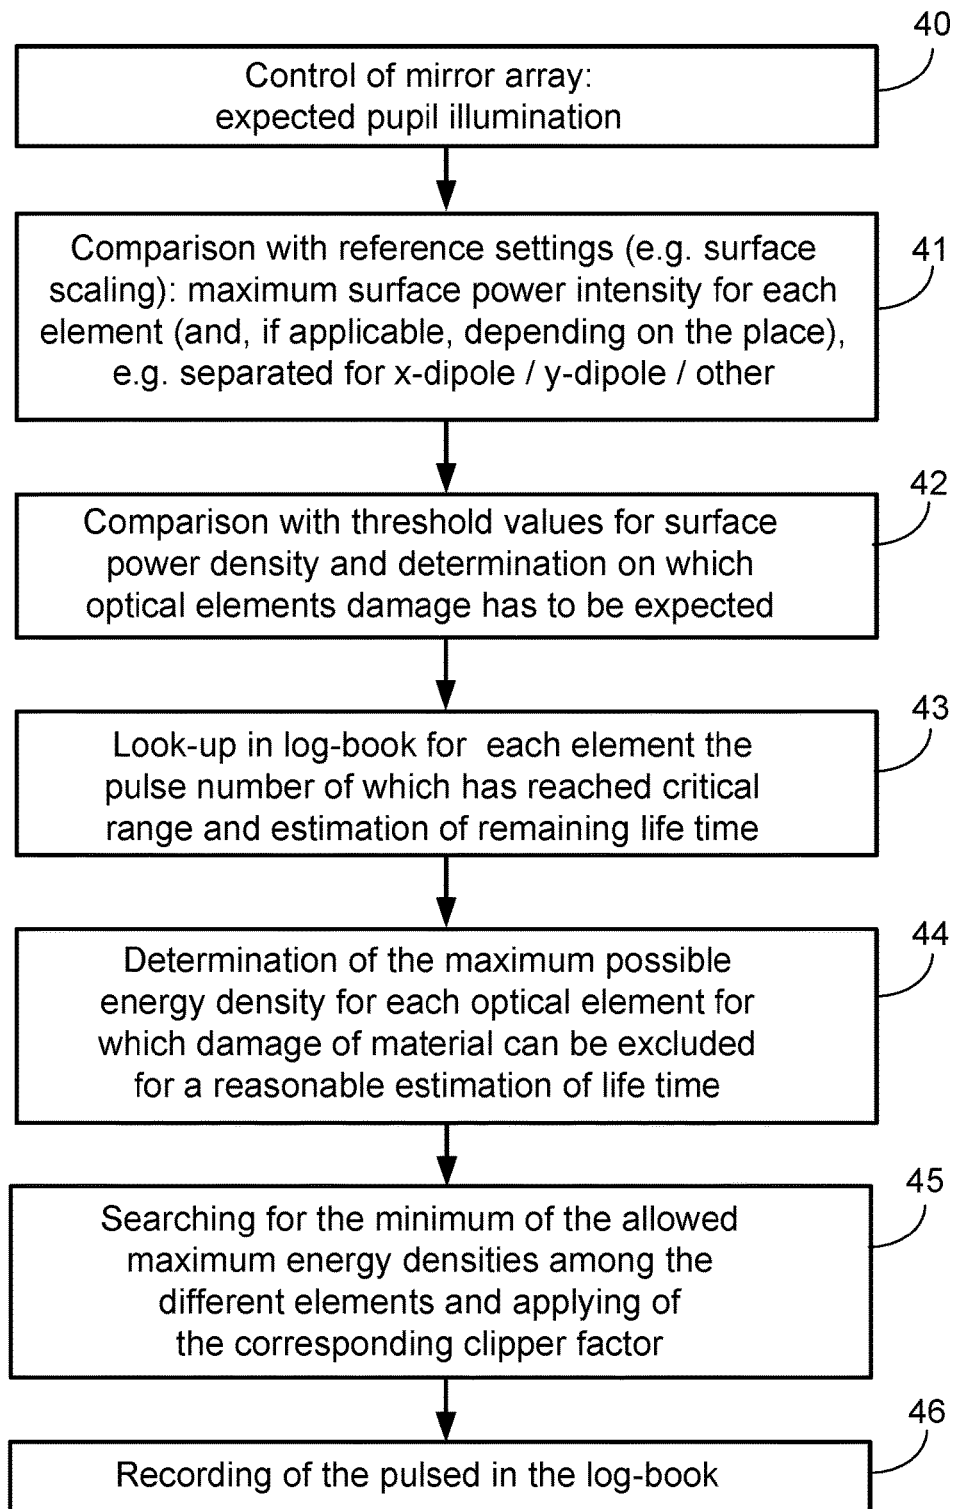 40
Control of mirror array:
expected pupil illumination
41
Comparison with reference settings (e.g. surface
scaling): maximum surface power intensity for each
element (and, if applicable, depending on the place),
e.g. separated for x-dipole / y-dipole / other
42
Comparison with threshold values for surface
power density and determination on which
optical elements damage has to be expected
43
Look-up in log-book for each element the
pulse number of which has reached critical
range and estimation of remaining life time
44
Determination of the maximum possible
energy density for each optical element for
which damage of material can be excluded
for a reasonable estimation of life time
45
Searching for the minimum of the allowed
maximum energy densities among the
different elements and applying of
the corresponding clipper factor
46
Recording of the pulsed in the log-book